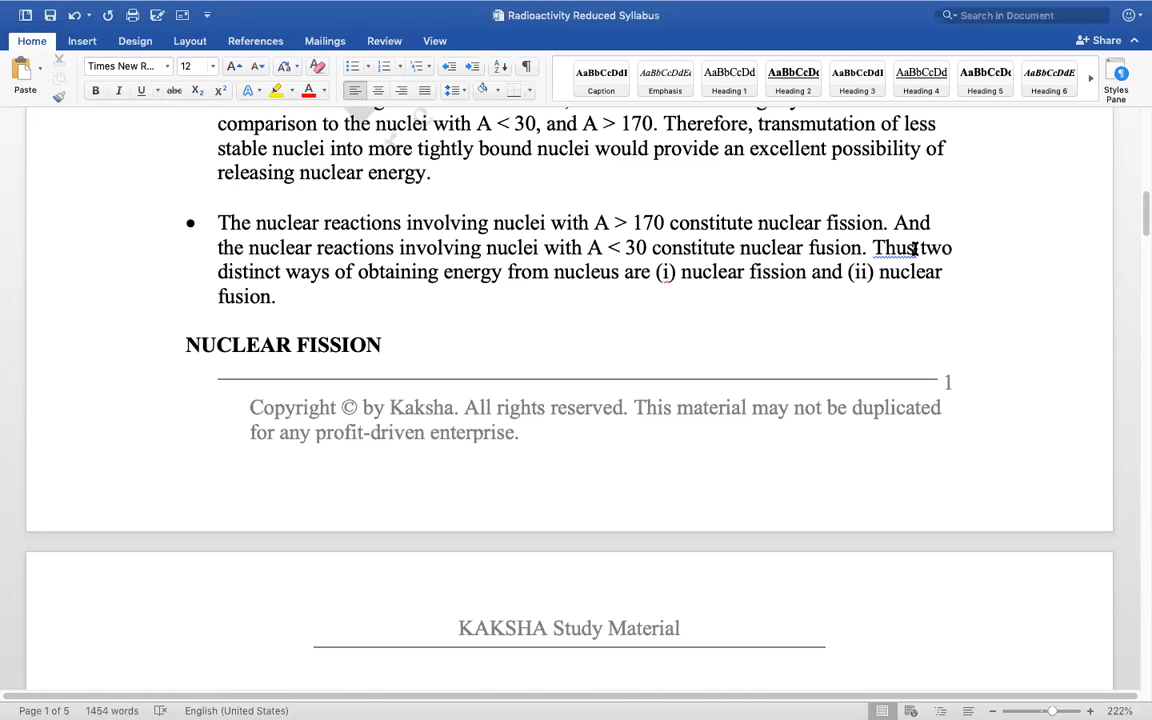 Radioactivity Reduced Syllabus
Search in Document
Home Insert Design Layout References Mailings Review View
Share
Paste
Times New R... 12
B I U abc X₂ X² A A
AaBbCcDdI AaBbCcDdEe AaBbCcDd AaBbCcDc AaBbCcDdI AaBbCcDd AaBbCcDc AaBbCcDdE
Caption Emphasis Heading 1 Heading 2 Heading 3 Heading 4 Heading 5 Heading 6
Styles
Pane
comparison to the nuclei with A < 30, and A > 170. Therefore, transmutation of less
stable nuclei into more tightly bound nuclei would provide an excellent possibility of
releasing nuclear energy.
• The nuclear reactions involving nuclei with A > 170 constitute nuclear fission. And
the nuclear reactions involving nuclei with A < 30 constitute nuclear fusion. Thus two
distinct ways of obtaining energy from nucleus are (i) nuclear fission and (ii) nuclear
fusion.
NUCLEAR FISSION
1
Copyright © by Kaksha. All rights reserved. This material may not be duplicated
for any profit-driven enterprise.
KAKSHA Study Material
Page 1 of 5 1454 words English (United States) 222%